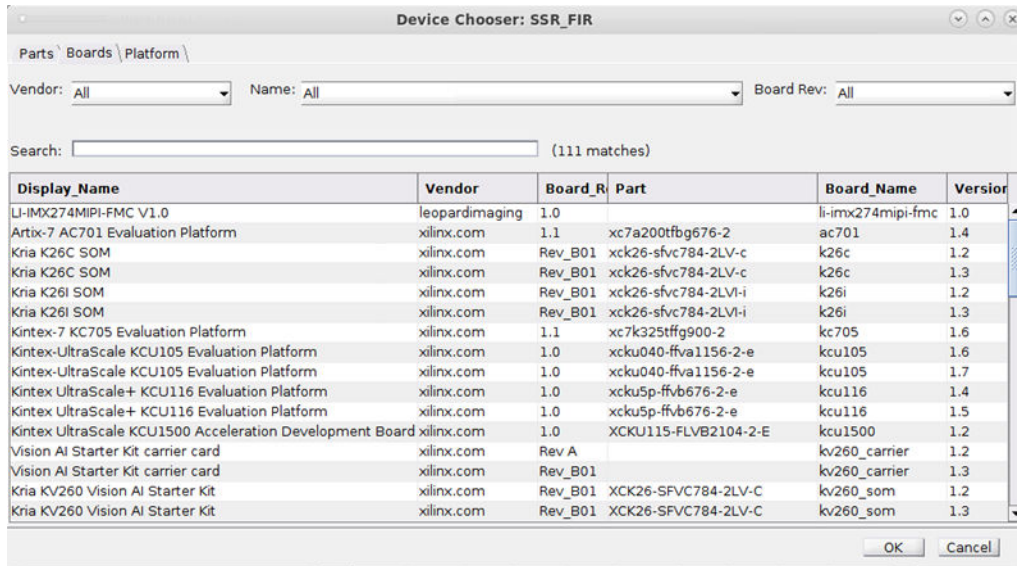 Device Chooser: SSR_FIR
Parts Boards Platform
Vendor: All Name: All Board Rev: All
Search: (111 matches)
Display_Name Vendor Board_R Part Board_Name Version
LI-IMX274MIPI-FMC V1.0 leopardimaging 1.0 li-imx274mipi-fmc 1.0
Artix-7 AC701 Evaluation Platform xilinx.com 1.1 xc7a200tfbg676-2 ac701 1.4
Kria K26C SOM xilinx.com Rev_B01 xck26-sfvc784-2LV-c k26c 1.2
Kria K26C SOM xilinx.com Rev_B01 xck26-sfvc784-2LV-c k26c 1.3
Kria K26I SOM xilinx.com Rev_B01 xck26-sfvc784-2LVI-i k26i 1.2
Kria K26I SOM xilinx.com Rev_B01 xck26-sfvc784-2LVI-i k26i 1.3
Kintex-7 KC705 Evaluation Platform xilinx.com 1.1 xc7k325tffg900-2 kc705 1.6
Kintex-UltraScale KCU105 Evaluation Platform xilinx.com 1.0 xcku040-ffva1156-2-e kcu105 1.6
Kintex-UltraScale KCU105 Evaluation Platform xilinx.com 1.0 xcku040-ffva1156-2-e kcu105 1.7
Kintex UltraScale+ KCU116 Evaluation Platform xilinx.com 1.0 xcku5p-ffvb676-2-e kcu116 1.4
Kintex UltraScale+ KCU116 Evaluation Platform xilinx.com 1.0 xcku5p-ffvb676-2-e kcu116 1.5
Kintex UltraScale KCU1500 Acceleration Development Board xilinx.com 1.0 XCKU115-FLVB2104-2-E kcu1500 1.2
Vision AI Starter Kit carrier card xilinx.com Rev A kv260_carrier 1.2
Vision AI Starter Kit carrier card xilinx.com Rev_B01 kv260_carrier 1.3
Kria KV260 Vision AI Starter Kit xilinx.com Rev_B01 XCK26-SFVC784-2LV-C kv260_som 1.2
Kria KV260 Vision AI Starter Kit xilinx.com Rev_B01 XCK26-SFVC784-2LV-C kv260_som 1.3
OK Cancel